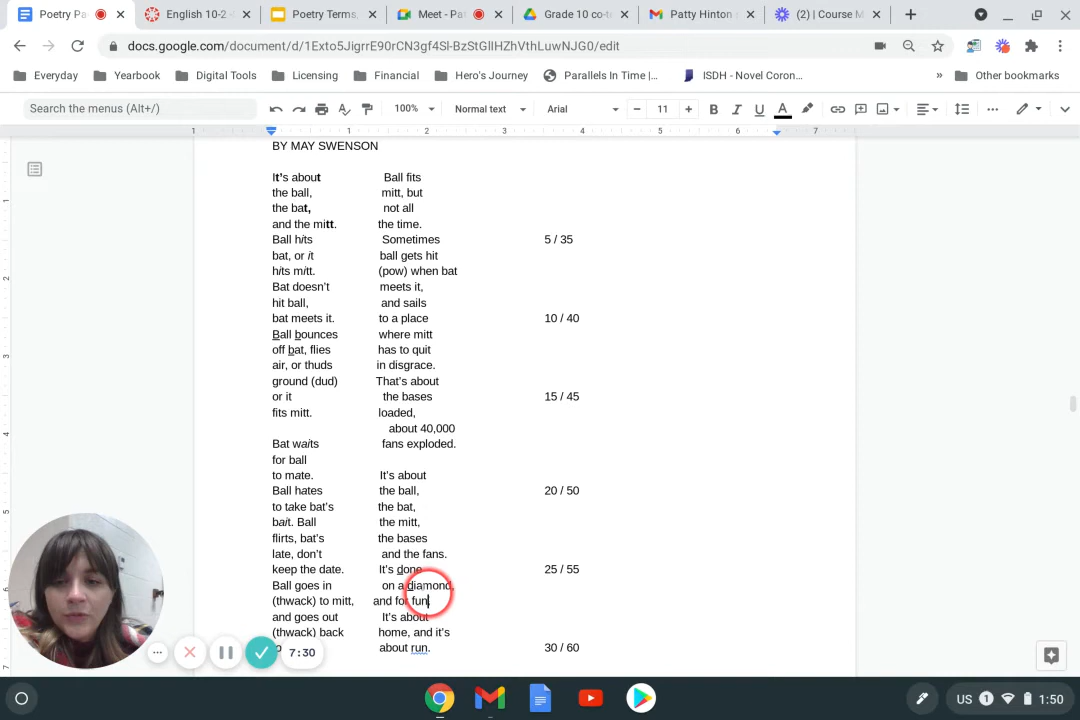 Poetry Pa
English 10-2 -
Poetry Terms,
Meet - Pa
Grade 10 co-t
Patty Hinton
(2) | Course M
docs.google.com/document/d/1Exto5JigrrE90rCN3gf4Sl-BzStGlIHZhVthLuwNJG0/edit
Everyday
Yearbook
Digital Tools
Licensing
Financial
Hero's Journey
Parallels In Time |...
ISDH - Novel Coron...
»
Other bookmarks
Search the menus (Alt+/)
100%
Normal text
Arial
11
B I U A
1 1 2 3 4 5 6 7
BY MAY SWENSON
It's about Ball fits
the ball, mitt, but
the bat, not all
and the mitt. the time.
Ball hits Sometimes 5 / 35
bat, or it ball gets hit
hits mitt. (pow) when bat
Bat doesn't meets it,
hit ball, and sails
bat meets it. to a place 10 / 40
Ball bounces where mitt
off bat, flies has to quit
air, or thuds in disgrace.
ground (dud) That's about
or it the bases 15 / 45
fits mitt. loaded,
about 40,000
Bat waits fans exploded.
for ball
to mate. It's about
Ball hates the ball, 20 / 50
to take bat's the bat,
bait. Ball the mitt,
flirts, bat's the bases
late, don't and the fans.
keep the date. It's done 25 / 55
Ball goes in on a diamond,
(thwack) to mitt, and for fun.
and goes out It's about
(thwack) back home, and it's
about run. 30 / 60
7:30
US 1 1:50